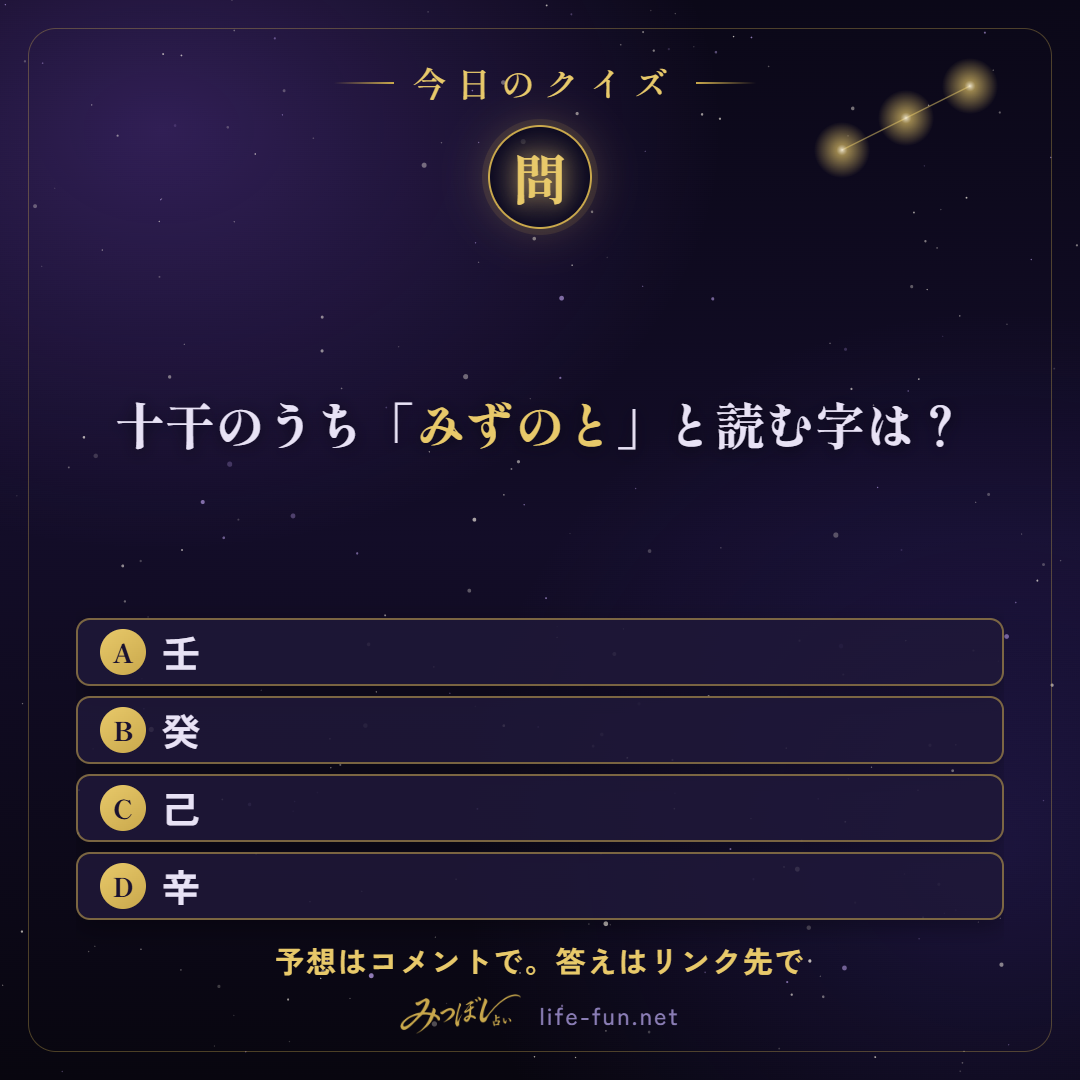 今日のクイズ
問
十干のうち「みずのと」と読む字は？
A 壬
B 癸
C 己
D 辛
予想はコメントで。答えはリンク先で
みつぼし占い life-fun.net